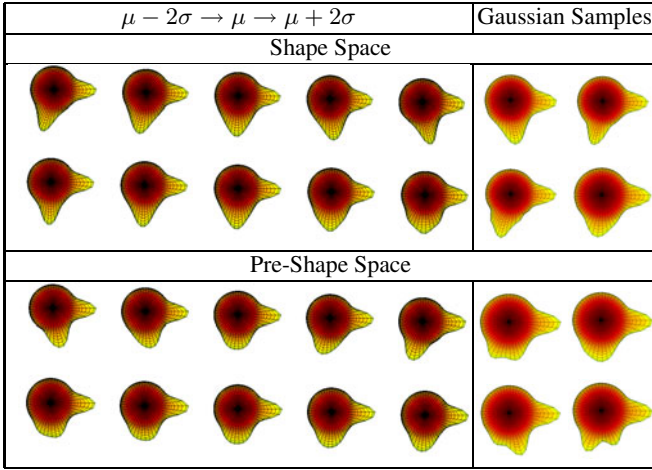 μ − 2σ → μ → μ + 2σ Gaussian Samples
Shape Space
Pre-Shape Space